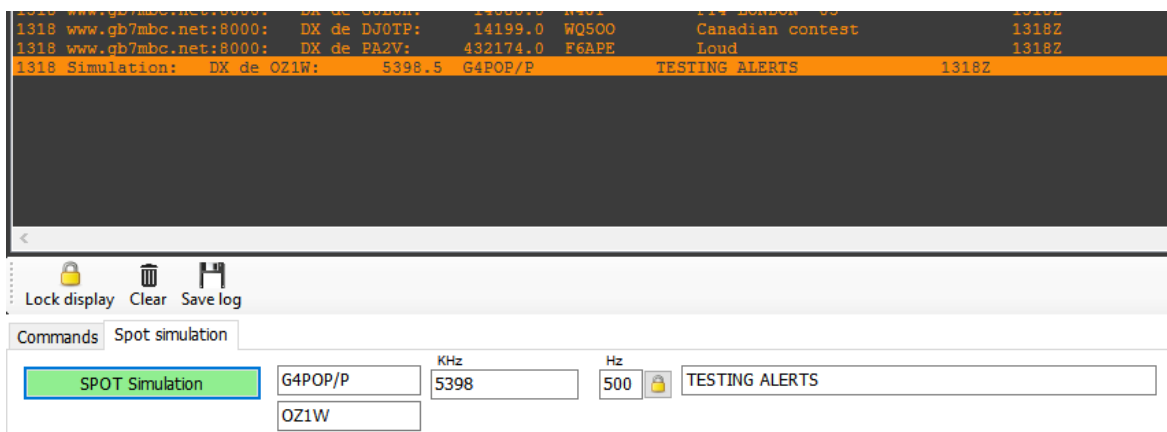 1318 www.gb7mbc.net:8000: DX de DJ0TP: 14199.0 WQ5OO Canadian contest 1318Z
1318 www.gb7mbc.net:8000: DX de PA2V: 432174.0 F6APE Loud 1318Z
1318 Simulation: DX de OZ1W: 5398.5 G4POP/P TESTING ALERTS 1318Z
Lock display Clear Save log
Commands Spot simulation
KHz Hz
SPOT Simulation G4POP/P 5398 500 TESTING ALERTS
OZ1W